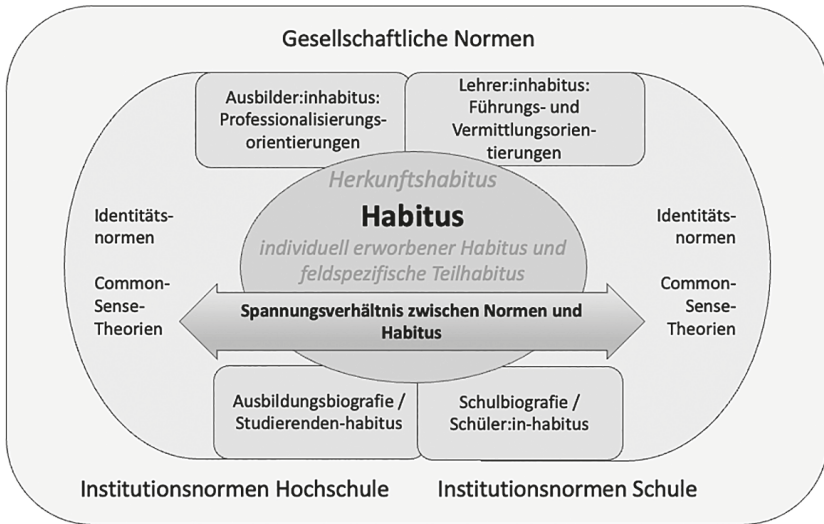 Gesellschaftliche Normen
Ausbilder:inhabitus:
Professionalisierungs-
orientierungen
Lehrer:inhabitus:
Führungs- und
Vermittlungsorien-
tierungen
Herkunftshabitus
Habitus
individuell erworbener Habitus und
feldspezifische Teilhabitus
Identitäts-
normen
Common-
Sense-
Theorien
Identitäts-
normen
Common-
Sense-
Theorien
Spannungsverhältnis zwischen Normen und
Habitus
Ausbildungsbiografie /
Studierenden-habitus
Schulbiografie /
Schüler:in-habitus
Institutionsnormen Hochschule
Institutionsnormen Schule